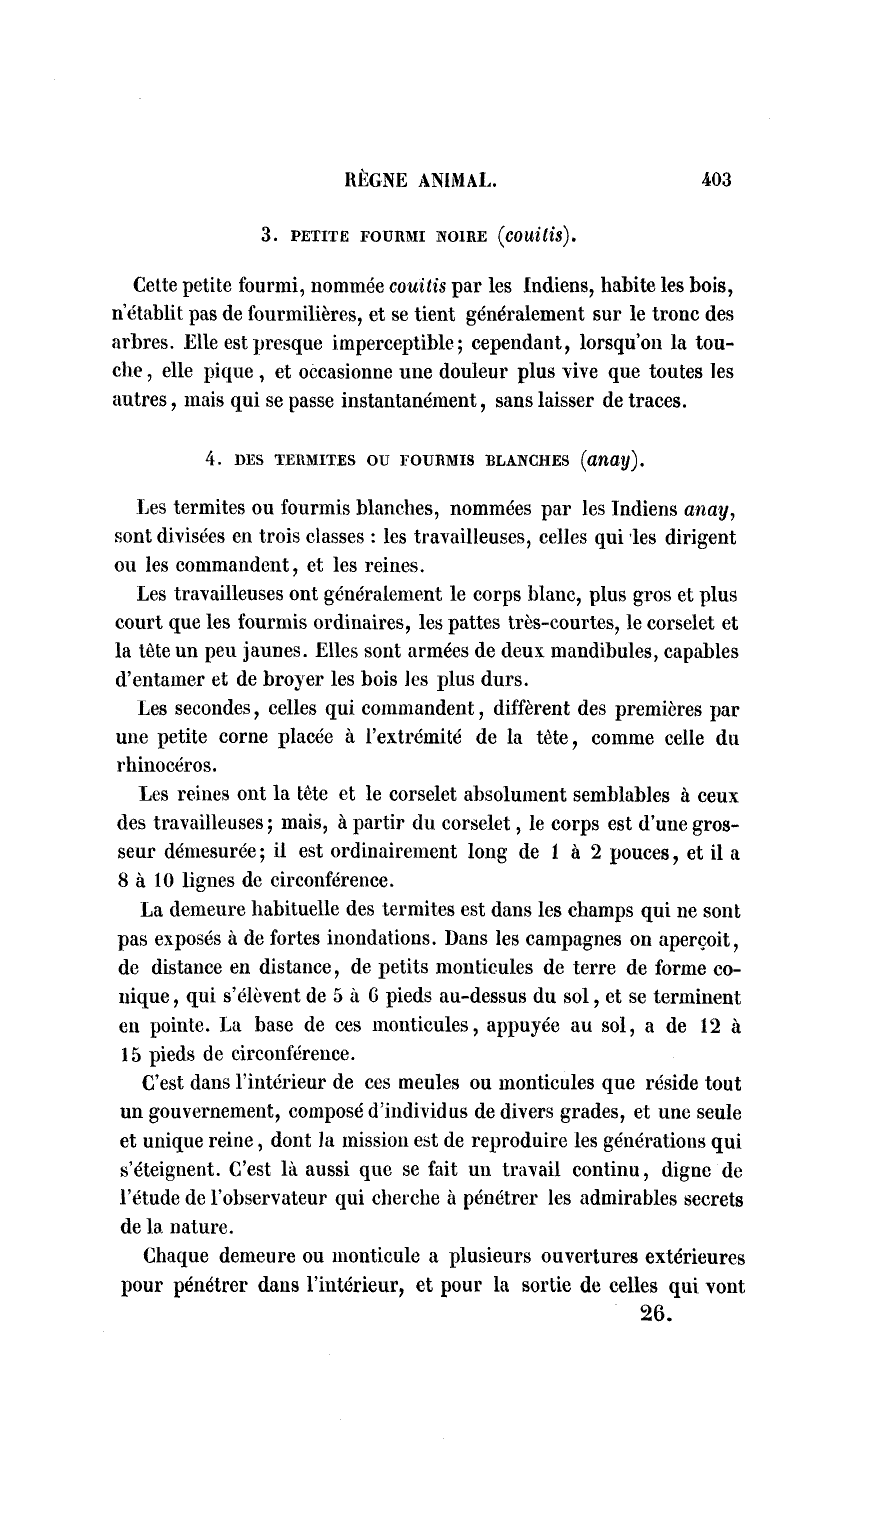 RÈGNE ANIMAL. 403
3. PETITE FOURMI NOIRE (couitis).
Cette petite fourmi, nommée couitis par les Indiens, habite les bois,
n'établit pas de fourmilières, et se tient généralement sur le tronc des
arbres. Elle est presque imperceptible; cependant, lorsqu'on la tou-
che, elle pique, et occasionne une douleur plus vive que toutes les
autres, mais qui se passe instantanément, sans laisser de traces.
4. DES TERMITES OU FOURMIS BLANCHES (anay).
Les termites ou fourmis blanches, nommées par les Indiens anay,
sont divisées en trois classes : les travailleuses, celles qui les dirigent
ou les commandent, et les reines.
Les travailleuses ont généralement le corps blanc, plus gros et plus
court que les fourmis ordinaires, les pattes très-courtes, le corselet et
la tête un peu jaunes. Elles sont armées de deux mandibules, capables
d'entamer et de broyer les bois les plus durs.
Les secondes, celles qui commandent, diffèrent des premières par
une petite corne placée à l'extrémité de la tête, comme celle du
rhinocéros.
Les reines ont la tête et le corselet absolument semblables à ceux
des travailleuses; mais, à partir du corselet, le corps est d'une gros-
seur démesurée; il est ordinairement long de 1 à 2 pouces, et il a
8 à 10 lignes de circonférence.
La demeure habituelle des termites est dans les champs qui ne sont
pas exposés à de fortes inondations. Dans les campagnes on aperçoit,
de distance en distance, de petits monticules de terre de forme co-
nique, qui s'élèvent de 5 à 6 pieds au-dessus du sol, et se terminent
en pointe. La base de ces monticules, appuyée au sol, a de 12 à
15 pieds de circonférence.
C'est dans l'intérieur de ces meules ou monticules que réside tout
un gouvernement, composé d'individus de divers grades, et une seule
et unique reine, dont la mission est de reproduire les générations qui
s'éteignent. C'est là aussi que se fait un travail continu, digne de
l'étude de l'observateur qui cherche à pénétrer les admirables secrets
de la nature.
Chaque demeure ou monticule a plusieurs ouvertures extérieures
pour pénétrer dans l'intérieur, et pour la sortie de celles qui vont
26.